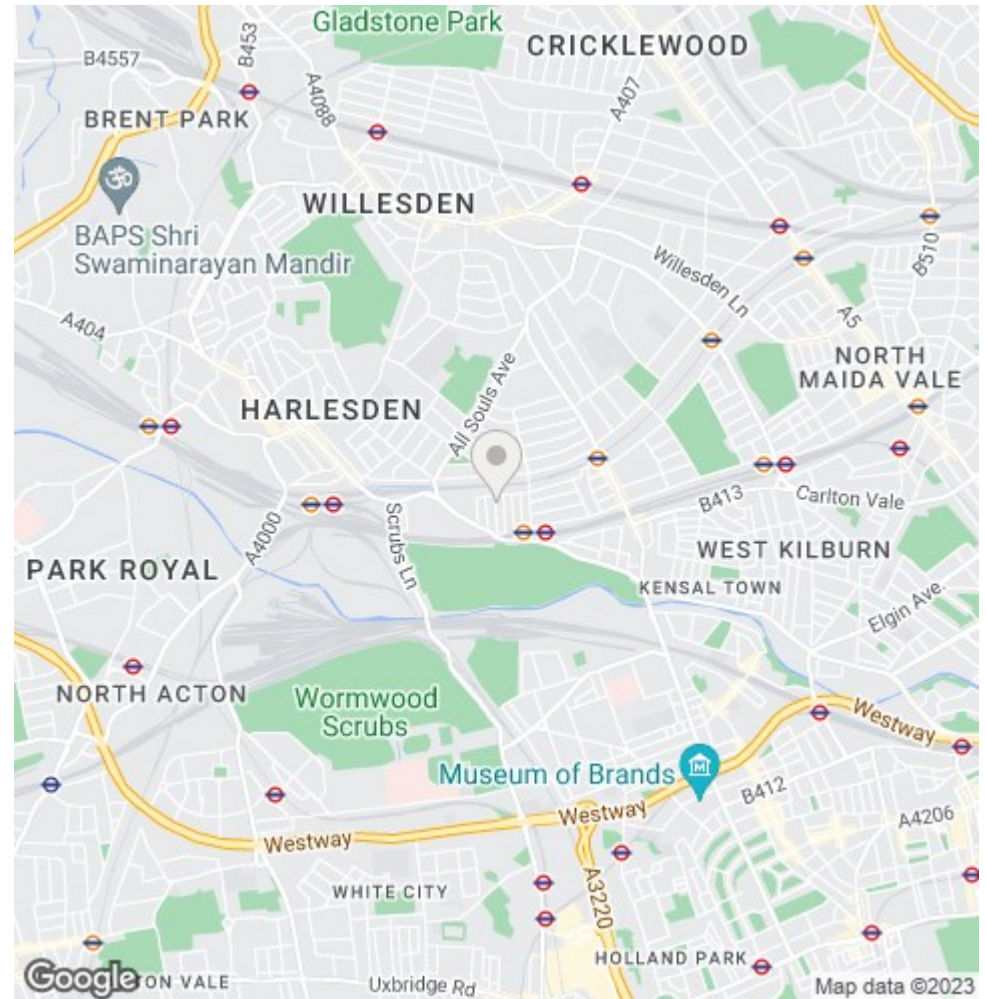 Gladstone Park
CRICKLEWOOD
B453
B4557
A4088
A407
BRENT PARK
WILLESDEN
BAPS Shri
Swaminarayan Mandir
B510
Willesden Ln
A404
A5
NORTH
MAIDA VALE
All Souls Ave
HARLESDEN
B413
Carlton Vale
Scrubs Ln
A4000
WEST KILBURN
PARK ROYAL
KENSAL TOWN
Elgin Ave.
NORTH ACTON
Wormwood
Scrubs
Westway
Museum of Brands
B412
A4206
Westway
Westway
A3220
WHITE CITY
HOLLAND PARK
Google
TON VALE
Uxbridge Rd
Map data ©2023